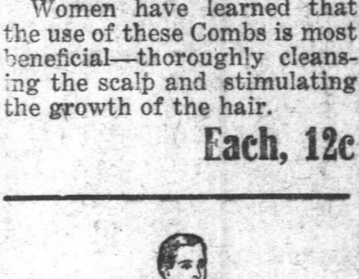 Women have learned that
the use of these Combs is most
beneficial—thoroughly cleans-
ing the scalp and stimulating
the growth of the hair.
Each, 12c